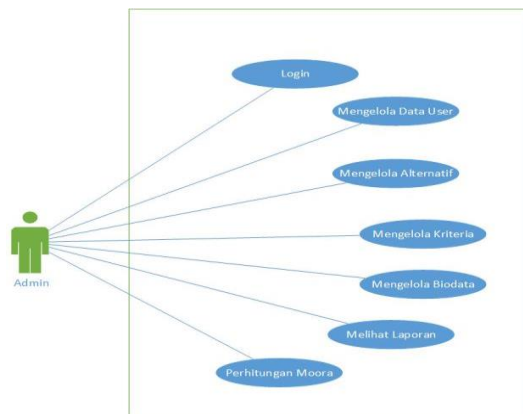 Login
Mengelola Data User
Mengelola Alternatif
Mengelola Kriteria
Admin
Mengelola Biodata
Melihat Laporan
Perhitungan Moora